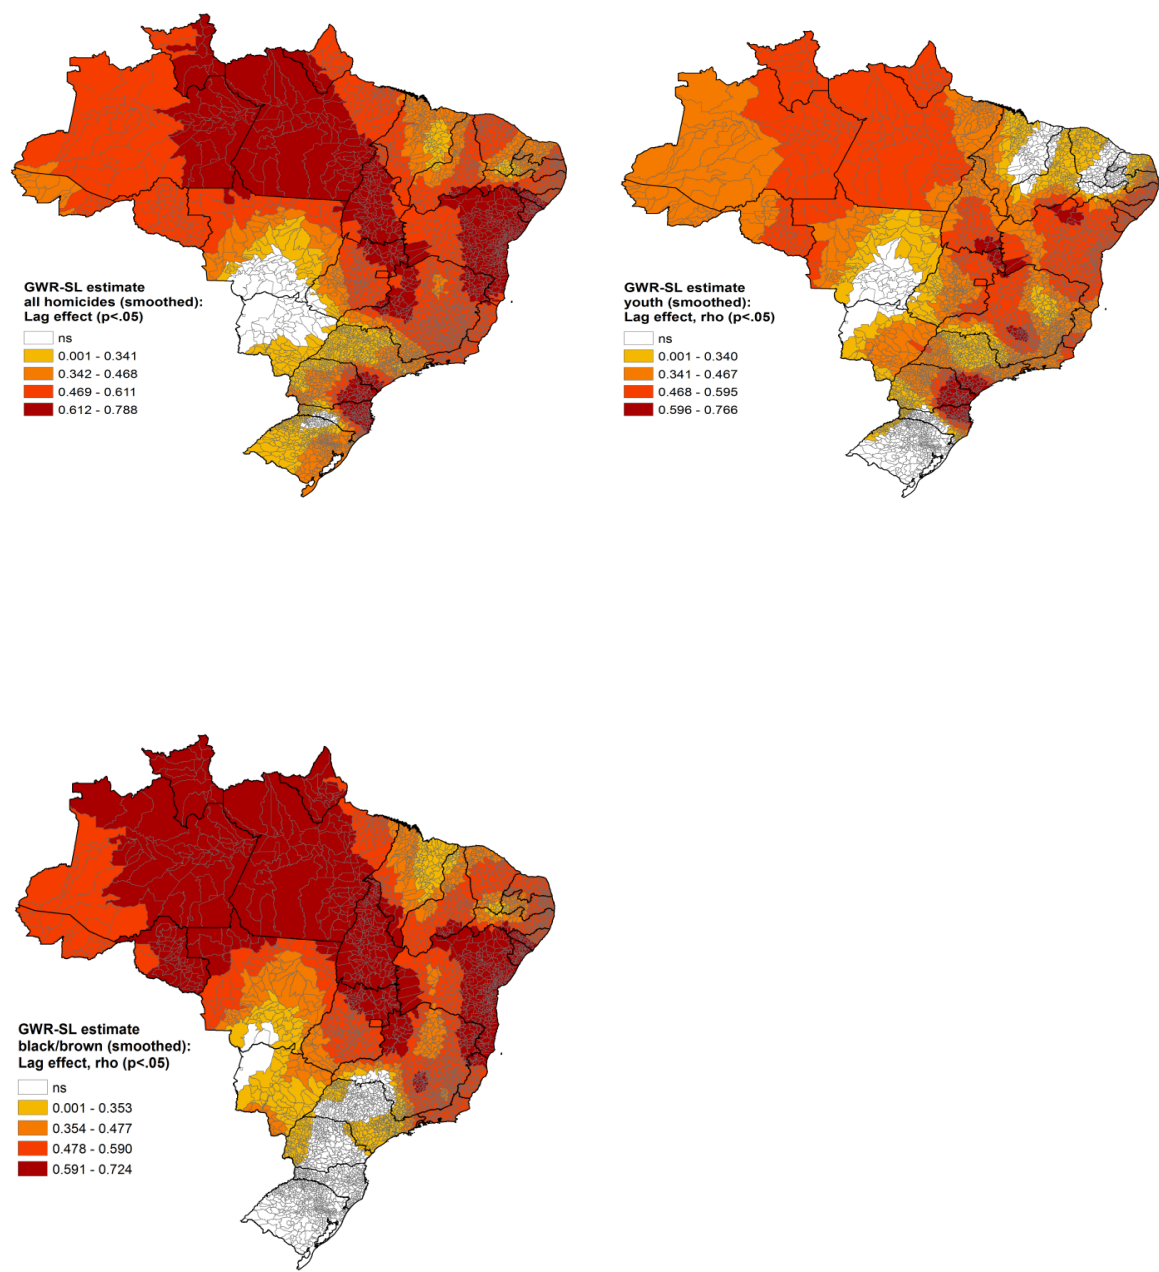 GWR-SL estimate
all homicides (smoothed):
Lag effect (p<.05)
ns
0.001 - 0.341
0.342 - 0.468
0.469 - 0.611
0.612 - 0.788
GWR-SL estimate
youth (smoothed):
Lag effect, rho (p<.05)
ns
0.001 - 0.340
0.341 - 0.467
0.468 - 0.595
0.596 - 0.766
GWR-SL estimate
black/brown (smoothed):
Lag effect, rho (p<.05)
ns
0.001 - 0.353
0.354 - 0.477
0.478 - 0.590
0.591 - 0.724